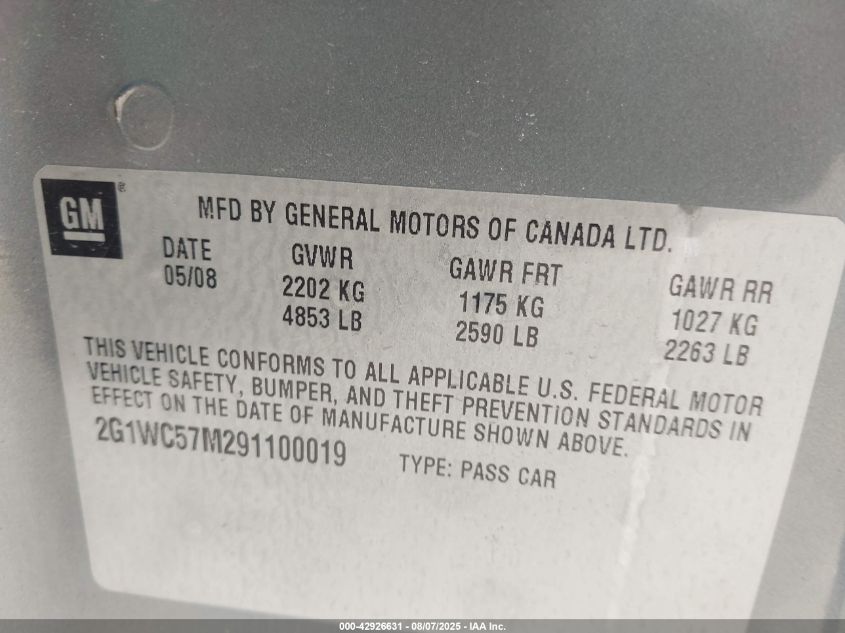 GM®
MFD BY GENERAL MOTORS OF CANADA LTD.
DATE GVWR GAWR FRT GAWR RR
05/08 2202 KG 1175 KG 1027 KG
4853 LB 2590 LB 2263 LB
THIS VEHICLE CONFORMS TO ALL APPLICABLE U.S. FEDERAL MOTOR
VEHICLE SAFETY, BUMPER, AND THEFT PREVENTION STANDARDS IN
EFFECT ON THE DATE OF MANUFACTURE SHOWN ABOVE.
2G1WC57M291100019 TYPE: PASS CAR
000-42926631 - 08/07/2025 - IAA Inc.